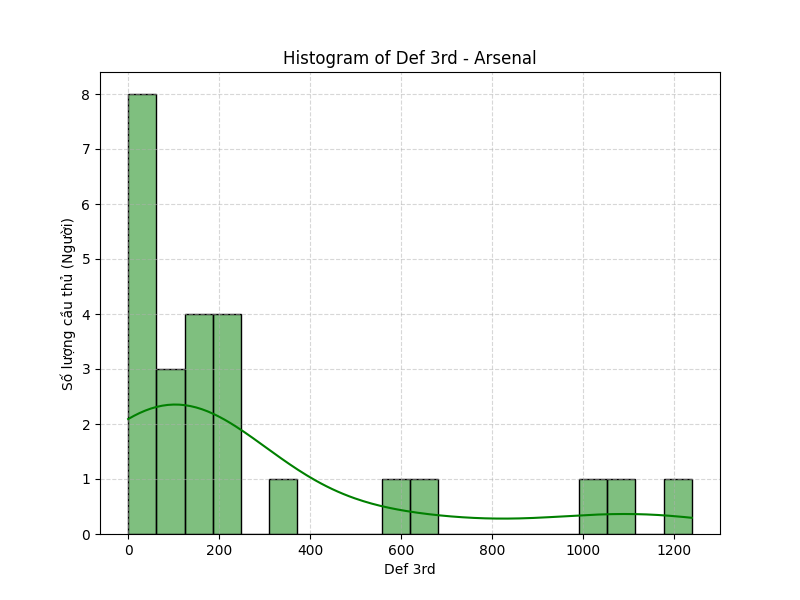 Histogram of Def 3rd - Arsenal
Số lượng cầu thủ (Người)
8
7
6
5
4
3
2
1
0
0 200 400 600 800 1000 1200
Def 3rd